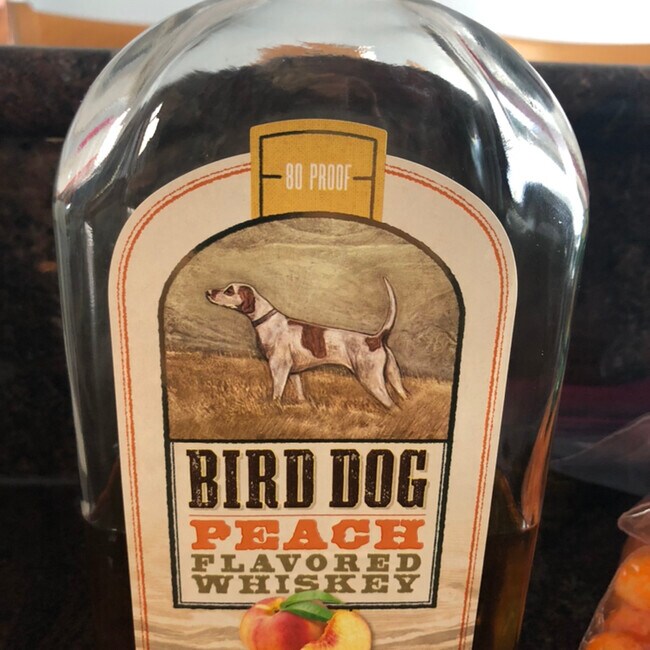 80 PROOF
BIRD DOG
PEACH
FLAVORED
WHISKEY